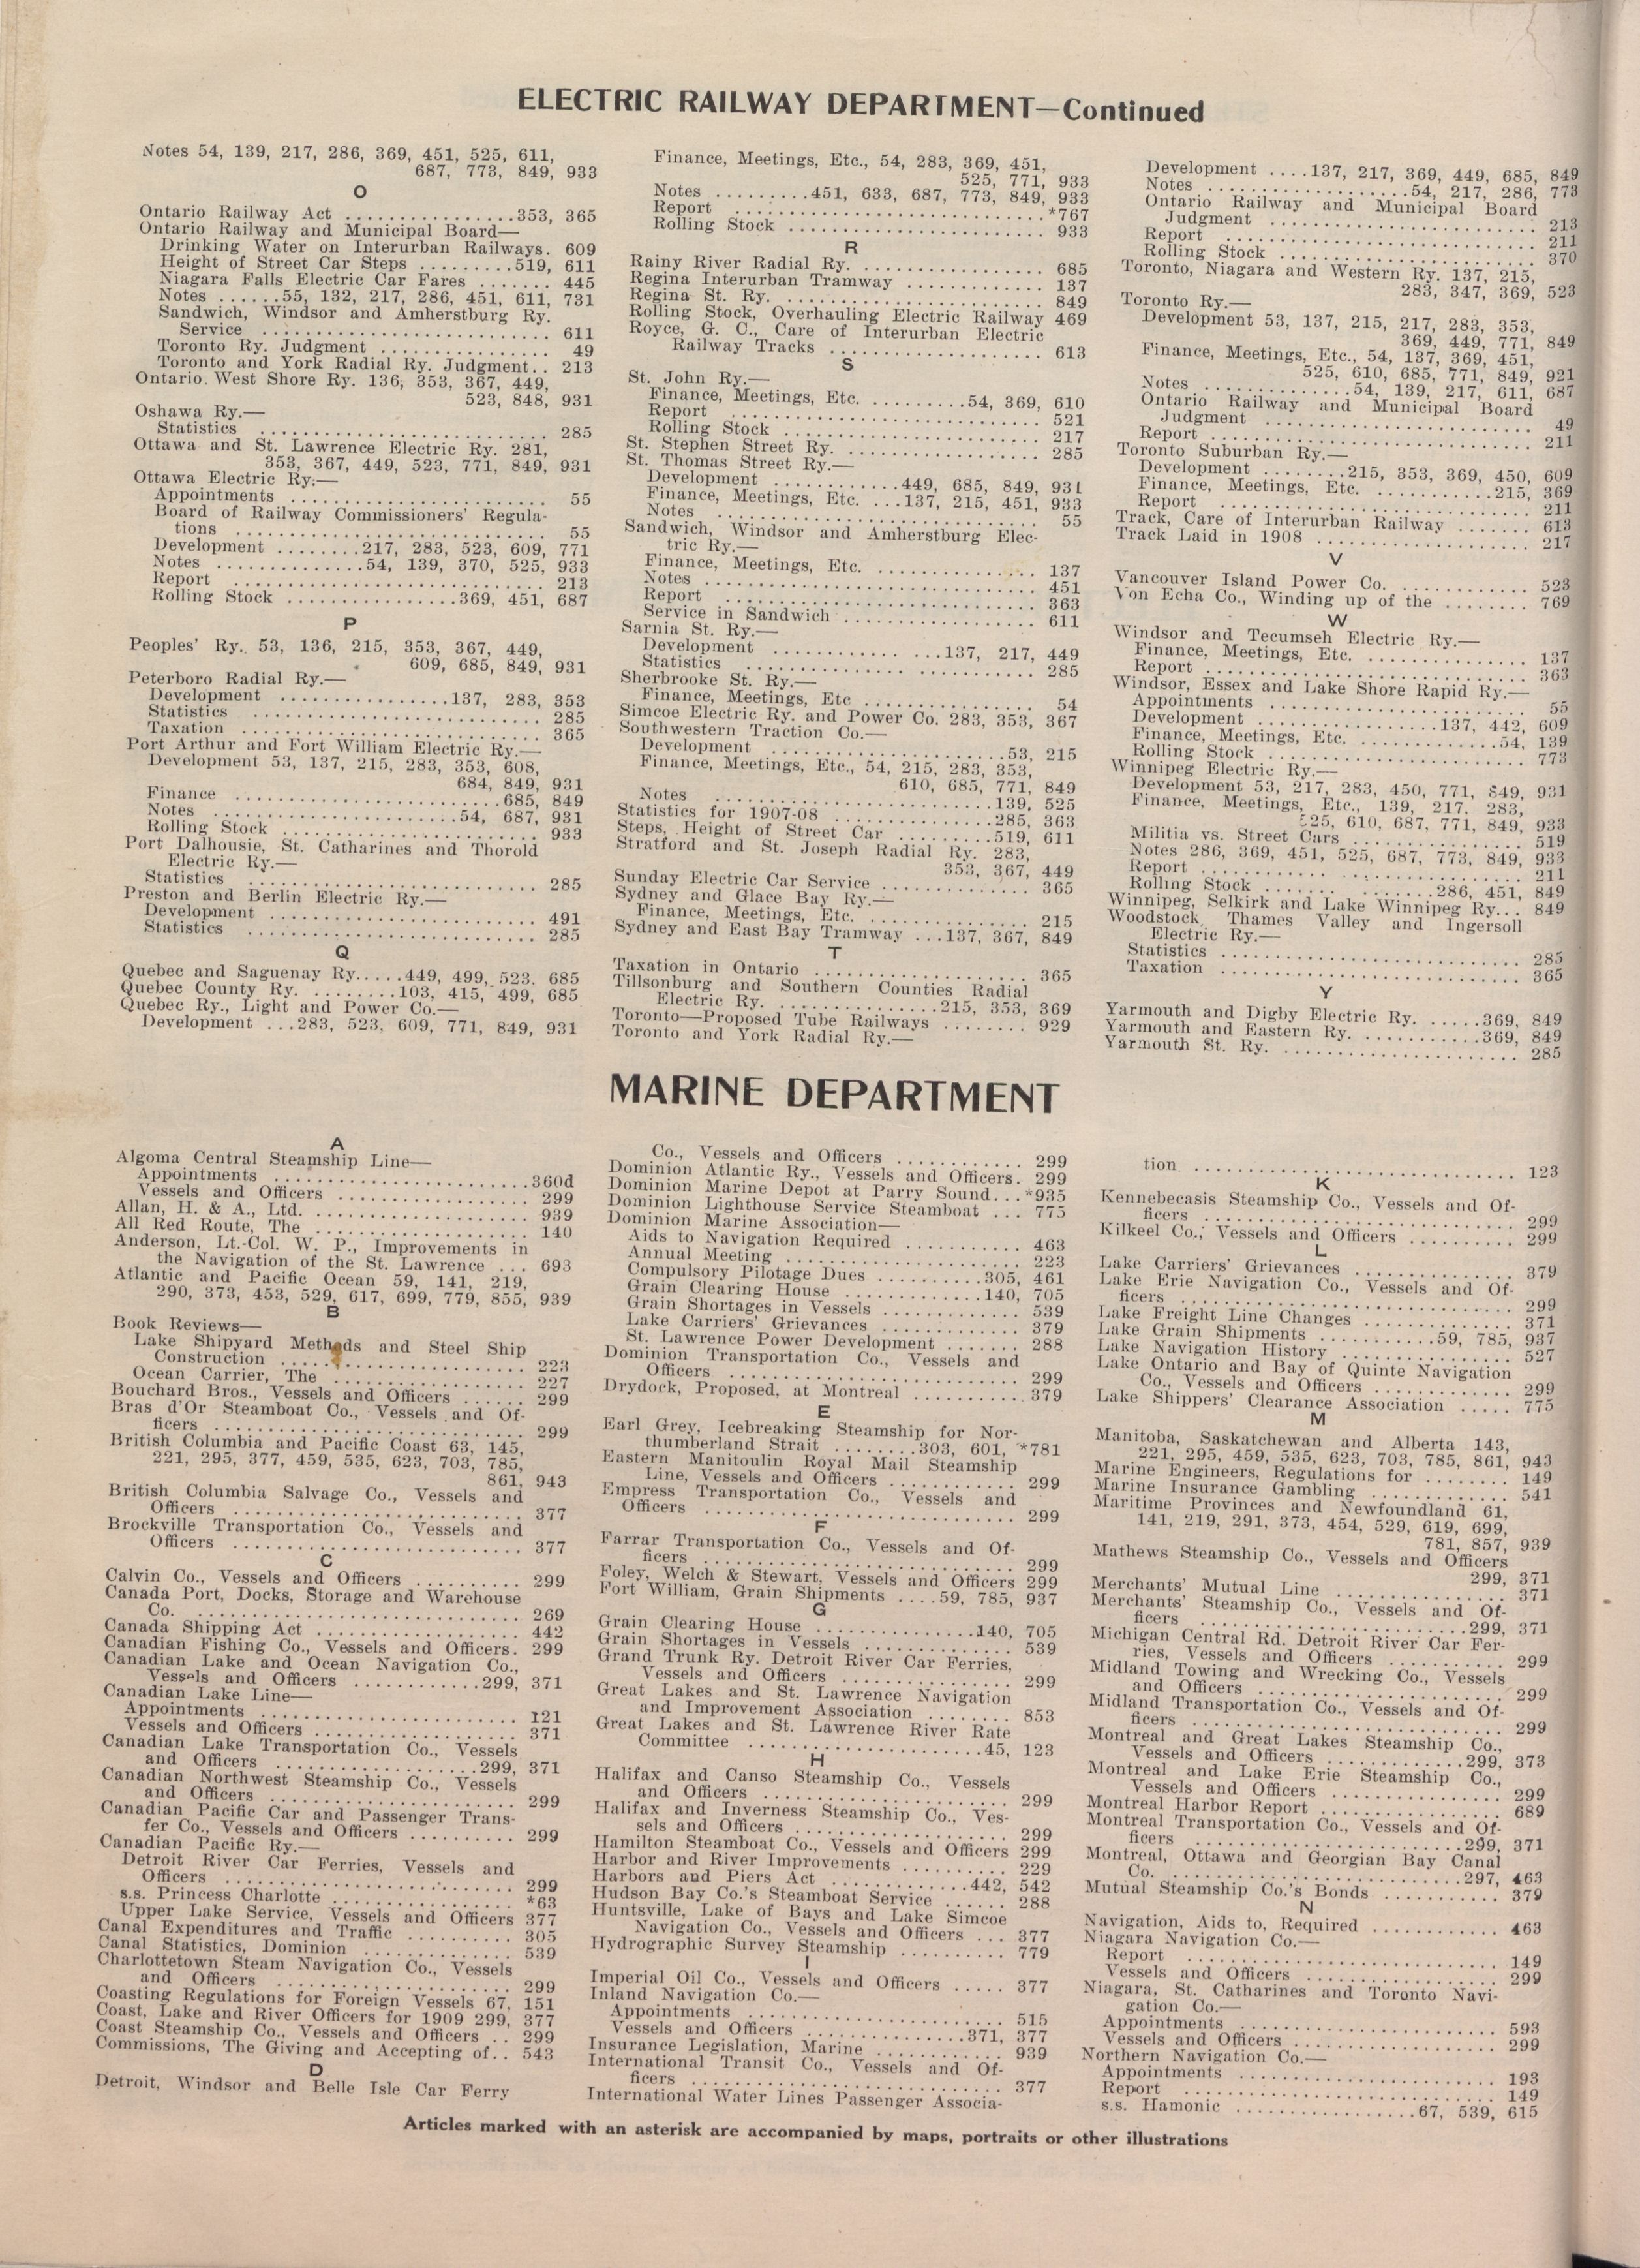 ELECTRIC RAILWAY DEPARTMENT—Continued
Notes 54, 139, 217, 286, 369, 451, 525, 611,
687, 773, 849, 933
O
Ontario Railway Act ................353, 365
Ontario Railway and Municipal Board—
Drinking Water on Interurban Railways. 609
Height of Street Car Steps .........519, 611
Niagara Falls Electric Car Fares ....... 445
Notes ......55, 132, 217, 286, 451, 611, 731
Sandwich, Windsor and Amherstburg Ry.
Service ............................. 611
Toronto Ry. Judgment ................. 49
Toronto and York Radial Ry. Judgment.. 213
Ontario West Shore Ry. 136, 353, 367, 449,
523, 848, 931
Oshawa Ry.—
Statistics ............................. 285
Ottawa and St. Lawrence Electric Ry. 281,
353, 367, 449, 523, 771, 849, 931
Ottawa Electric Ry.—
Appointments ......................... 55
Board of Railway Commissioners' Regula-
tions ................................ 55
Development ........217, 283, 523, 609, 771
Notes .............54, 139, 370, 525, 933
Report ............................... 213
Rolling Stock ................369, 451, 687
P
Peoples' Ry. 53, 136, 215, 353, 367, 449,
609, 685, 849, 931
Peterboro Radial Ry.—
Development ................137, 283, 353
Statistics ............................. 285
Taxation .............................. 365
Port Arthur and Fort William Electric Ry.—
Development 53, 137, 215, 283, 353, 608,
684, 849, 931
Finance ..........................685, 849
Notes ........................54, 687, 931
Rolling Stock ......................... 933
Port Dalhousie, St. Catharines and Thorold
Electric Ry.—
Statistics ............................. 285
Preston and Berlin Electric Ry.—
Development .......................... 491
Statistics ............................. 285
Q
Quebec and Saguenay Ry.....449, 499, 523, 685
Quebec County Ry. ........103, 415, 499, 685
Quebec Ry., Light and Power Co.—
Development ...283, 523, 609, 771, 849, 931
Finance, Meetings, Etc., 54, 283, 369, 451,
525, 771, 933
Notes .........451, 633, 687, 773, 849, 933
Report ..............................*767
Rolling Stock ......................... 933
R
Rainy River Radial Ry. .................. 685
Regina Interurban Tramway ............ 137
Regina St. Ry. .......................... 849
Rolling Stock, Overhauling Electric Railway 469
Royce, G. C., Care of Interurban Electric
Railway Tracks ..................... 613
S
St. John Ry.—
Finance, Meetings, Etc. .........54, 369, 610
Report ............................... 521
Rolling Stock ......................... 217
St. Stephen Street Ry. ................... 285
St. Thomas Street Ry.—
Development ............449, 685, 849, 931
Finance, Meetings, Etc. ...137, 215, 451, 933
Notes ................................. 55
Sandwich, Windsor and Amherstburg Elec-
tric Ry.—
Finance, Meetings, Etc. ................ 137
Notes ................................. 451
Report ............................... 363
Service in Sandwich ................... 611
Sarnia St. Ry.—
Development ..............137, 217, 449
Statistics ............................. 285
Sherbrooke St. Ry.—
Finance, Meetings, Etc ................. 54
Simcoe Electric Ry. and Power Co. 283, 353, 367
Southwestern Traction Co.—
Development .......................53, 215
Finance, Meetings, Etc., 54, 215, 283, 353,
610, 685, 771, 849
Notes ...........................139, 525
Statistics for 1907-08 ................285, 363
Steps, Height of Street Car .........519, 611
Stratford and St. Joseph Radial Ry. 283,
353, 367, 449
Sunday Electric Car Service .............. 365
Sydney and Glace Bay Ry.—
Finance, Meetings, Etc. ................ 215
Sydney and East Bay Tramway ...137, 367, 849
T
Taxation in Ontario ..................... 365
Tillsonburg and Southern Counties Radial
Electric Ry. ................215, 353, 369
Toronto—Proposed Tube Railways ........ 929
Toronto and York Radial Ry.—
Development ....137, 217, 369, 449, 685, 849
Notes ....................54, 217, 286, 773
Ontario Railway and Municipal Board
Judgment ........................... 213
Report ............................... 211
Rolling Stock ......................... 370
Toronto, Niagara and Western Ry. 137, 215,
283, 347, 369, 523
Toronto Ry.—
Development 53, 137, 215, 217, 283, 353,
369, 449, 771, 849
Finance, Meetings, Etc., 54, 137, 369, 451,
525, 610, 685, 771, 849, 921
Notes ..............54, 139, 217, 611, 687
Ontario Railway and Municipal Board
Judgment ............................ 49
Report ............................... 211
Toronto Suburban Ry.—
Development ........215, 353, 369, 450, 609
Finance, Meetings, Etc. ...........215, 369
Report ............................... 211
Track, Care of Interurban Railway ....... 613
Track Laid in 1908 ...................... 217
V
Vancouver Island Power Co. ............. 523
Von Echa Co., Winding up of the ........ 769
W
Windsor and Tecumseh Electric Ry.—
Finance, Meetings, Etc. ................ 137
Report ............................... 363
Windsor, Essex and Lake Shore Rapid Ry.—
Appointments ......................... 55
Development ..................137, 442, 609
Finance, Meetings, Etc. .............54, 139
Rolling Stock ......................... 773
Winnipeg Electric Ry.—
Development 53, 217, 283, 450, 771, 849, 931
Finance, Meetings, Etc., 139, 217, 283,
525, 610, 687, 771, 849, 933
Militia vs. Street Cars ................. 519
Notes 286, 369, 451, 525, 687, 773, 849, 933
Report ............................... 211
Rolling Stock .................286, 451, 849
Winnipeg, Selkirk and Lake Winnipeg Ry... 849
Woodstock, Thames Valley and Ingersoll
Electric Ry.—
Statistics ............................. 285
Taxation .............................. 365
Y
Yarmouth and Digby Electric Ry. ......369, 849
Yarmouth and Eastern Ry. ............369, 849
Yarmouth St. Ry. ....................... 285
MARINE DEPARTMENT
A
Algoma Central Steamship Line—
Appointments ........................360d
Vessels and Officers ................... 299
Allan, H. & A., Ltd. ..................... 939
All Red Route, The ..................... 140
Anderson, Lt.-Col. W. P., Improvements in
the Navigation of the St. Lawrence ... 693
Atlantic and Pacific Ocean 59, 141, 219,
290, 373, 453, 529, 617, 699, 779, 855, 939
B
Book Reviews—
Lake Shipyard Methods and Steel Ship
Construction ........................ 223
Ocean Carrier, The .................... 227
Bouchard Bros., Vessels and Officers ...... 299
Bras d'Or Steamboat Co., Vessels and Of-
ficers ............................... 299
British Columbia and Pacific Coast 63, 145,
221, 295, 377, 459, 535, 623, 703, 785,
861, 943
British Columbia Salvage Co., Vessels and
Officers ............................. 377
Brockville Transportation Co., Vessels and
Officers ............................. 377
C
Calvin Co., Vessels and Officers .......... 299
Canada Port, Docks, Storage and Warehouse
Co. .................................. 269
Canada Shipping Act .................... 442
Canadian Fishing Co., Vessels and Officers. 299
Canadian Lake and Ocean Navigation Co.,
Vessels and Officers ............299, 371
Canadian Lake Line—
Appointments ......................... 121
Vessels and Officers ................... 371
Canadian Lake Transportation Co., Vessels
and Officers .....................299, 371
Canadian Northwest Steamship Co., Vessels
and Officers ......................... 299
Canadian Pacific Car and Passenger Trans-
fer Co., Vessels and Officers .......... 299
Canadian Pacific Ry.—
Detroit River Car Ferries, Vessels and
Officers ............................. 299
s.s. Princess Charlotte ................. *63
Upper Lake Service, Vessels and Officers 377
Canal Expenditures and Traffic .......... 305
Canal Statistics, Dominion ............... 539
Charlottetown Steam Navigation Co., Vessels
and Officers ......................... 299
Coasting Regulations for Foreign Vessels 67, 151
Coast, Lake and River Officers for 1909 299, 377
Coast Steamship Co., Vessels and Officers .. 299
Commissions, The Giving and Accepting of.. 543
D
Detroit, Windsor and Belle Isle Car Ferry
Co., Vessels and Officers ............ 299
Dominion Atlantic Ry., Vessels and Officers. 299
Dominion Marine Depot at Parry Sound...*935
Dominion Lighthouse Service Steamboat ... 775
Dominion Marine Association—
Aids to Navigation Required ........... 463
Annual Meeting ....................... 223
Compulsory Pilotage Dues ..........305, 461
Grain Clearing House .............140, 705
Grain Shortages in Vessels ............. 539
Lake Carriers' Grievances ............. 379
St. Lawrence Power Development ....... 288
Dominion Transportation Co., Vessels and
Officers ............................. 299
Drydock, Proposed, at Montreal .......... 379
E
Earl Grey, Icebreaking Steamship for Nor-
thumberland Strait ........303, 601, *781
Eastern Manitoulin Royal Mail Steamship
Line, Vessels and Officers ........... 299
Empress Transportation Co., Vessels and
Officers ............................. 299
F
Farrar Transportation Co., Vessels and Of-
ficers ............................... 299
Foley, Welch & Stewart, Vessels and Officers 299
Fort William, Grain Shipments ....59, 785, 937
G
Grain Clearing House ...............140, 705
Grain Shortages in Vessels ............... 539
Grand Trunk Ry. Detroit River Car Ferries,
Vessels and Officers ................. 299
Great Lakes and St. Lawrence Navigation
and Improvement Association ........ 853
Great Lakes and St. Lawrence River Rate
Committee .......................45, 123
H
Halifax and Canso Steamship Co., Vessels
and Officers ......................... 299
Halifax and Inverness Steamship Co., Ves-
sels and Officers ..................... 299
Hamilton Steamboat Co., Vessels and Officers 299
Harbor and River Improvements .......... 229
Harbors and Piers Act ..............442, 542
Hudson Bay Co.'s Steamboat Service ...... 288
Huntsville, Lake of Bays and Lake Simcoe
Navigation Co., Vessels and Officers ... 377
Hydrographic Survey Steamship .......... 779
I
Imperial Oil Co., Vessels and Officers ..... 377
Inland Navigation Co.—
Appointments ......................... 515
Vessels and Officers ...............371, 377
Insurance Legislation, Marine ............ 939
International Transit Co., Vessels and Of-
ficers ............................... 377
International Water Lines Passenger Associa-
tion ................................. 123
K
Kennebecasis Steamship Co., Vessels and Of-
ficers ............................... 299
Kilkeel Co., Vessels and Officers .......... 299
L
Lake Carriers' Grievances ............... 379
Lake Erie Navigation Co., Vessels and Of-
ficers ............................... 299
Lake Freight Line Changes .............. 371
Lake Grain Shipments ............59, 785, 937
Lake Navigation History ................. 527
Lake Ontario and Bay of Quinte Navigation
Co., Vessels and Officers ............. 299
Lake Shippers' Clearance Association ..... 775
M
Manitoba, Saskatchewan and Alberta 143,
221, 295, 459, 535, 623, 703, 785, 861, 943
Marine Engineers, Regulations for ........ 149
Marine Insurance Gambling .............. 541
Maritime Provinces and Newfoundland 61,
141, 219, 291, 373, 454, 529, 619, 699,
781, 857, 939
Mathews Steamship Co., Vessels and Officers
299, 371
Merchants' Mutual Line ................. 371
Merchants' Steamship Co., Vessels and Of-
ficers ...........................299, 371
Michigan Central Rd. Detroit River Car Fer-
ries, Vessels and Officers ............ 299
Midland Towing and Wrecking Co., Vessels
and Officers ......................... 299
Midland Transportation Co., Vessels and Of-
ficers ............................... 299
Montreal and Great Lakes Steamship Co.,
Vessels and Officers ..............299, 373
Montreal and Lake Erie Steamship Co.,
Vessels and Officers ................. 299
Montreal Harbor Report ................. 689
Montreal Transportation Co., Vessels and Of-
ficers ...........................299, 371
Montreal, Ottawa and Georgian Bay Canal
Co. ..............................297, 463
Mutual Steamship Co.'s Bonds ........... 379
N
Navigation, Aids to, Required ............ 463
Niagara Navigation Co.—
Report ............................... 149
Vessels and Officers ................... 299
Niagara, St. Catharines and Toronto Navi-
gation Co.—
Appointments ......................... 593
Vessels and Officers ................... 299
Northern Navigation Co.—
Appointments ......................... 193
Report ............................... 149
s.s. Hamonic ..................67, 539, 615
Articles marked with an asterisk are accompanied by maps, portraits or other illustrations